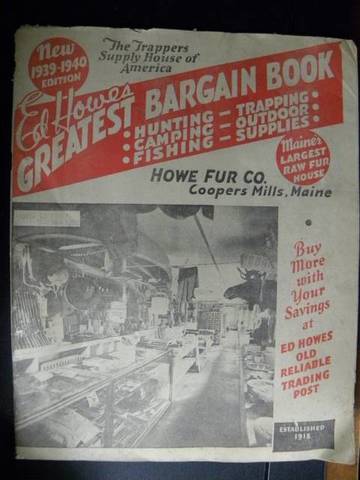 New
1939-1940
EDITION
The Trappers
Supply House of
America
Ed Howes
GREATEST BARGAIN BOOK
• HUNTING - TRAPPING •
• CAMPING - OUTDOOR •
• FISHING - SUPPLIES •
Maine's
LARGEST
RAW FUR
HOUSE
HOWE FUR CO.
Coopers Mills, Maine
Buy
More
with
Your
Savings
at
ED HOWES
OLD
RELIABLE
TRADING
POST
ESTABLISHED
1915